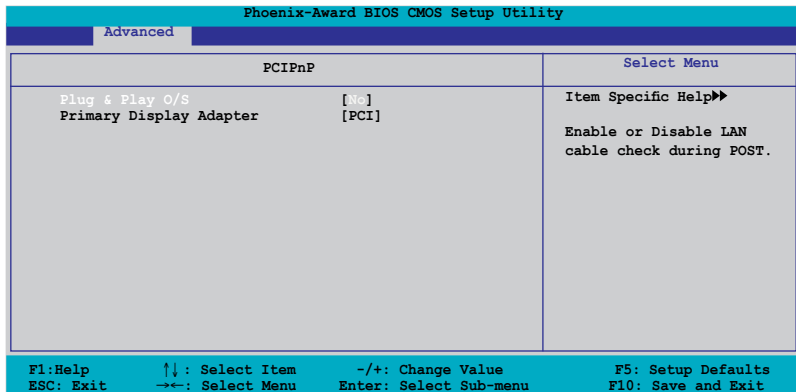 Phoenix-Award BIOS CMOS Setup Utility
Advanced
PCIPnP
Select Menu
Plug & Play O/S [No]
Primary Display Adapter [PCI]
Item Specific Help▶▶
Enable or Disable LAN
cable check during POST.
F1:Help ↑↓: Select Item -/+: Change Value F5: Setup Defaults
ESC: Exit →←: Select Menu Enter: Select Sub-menu F10: Save and Exit